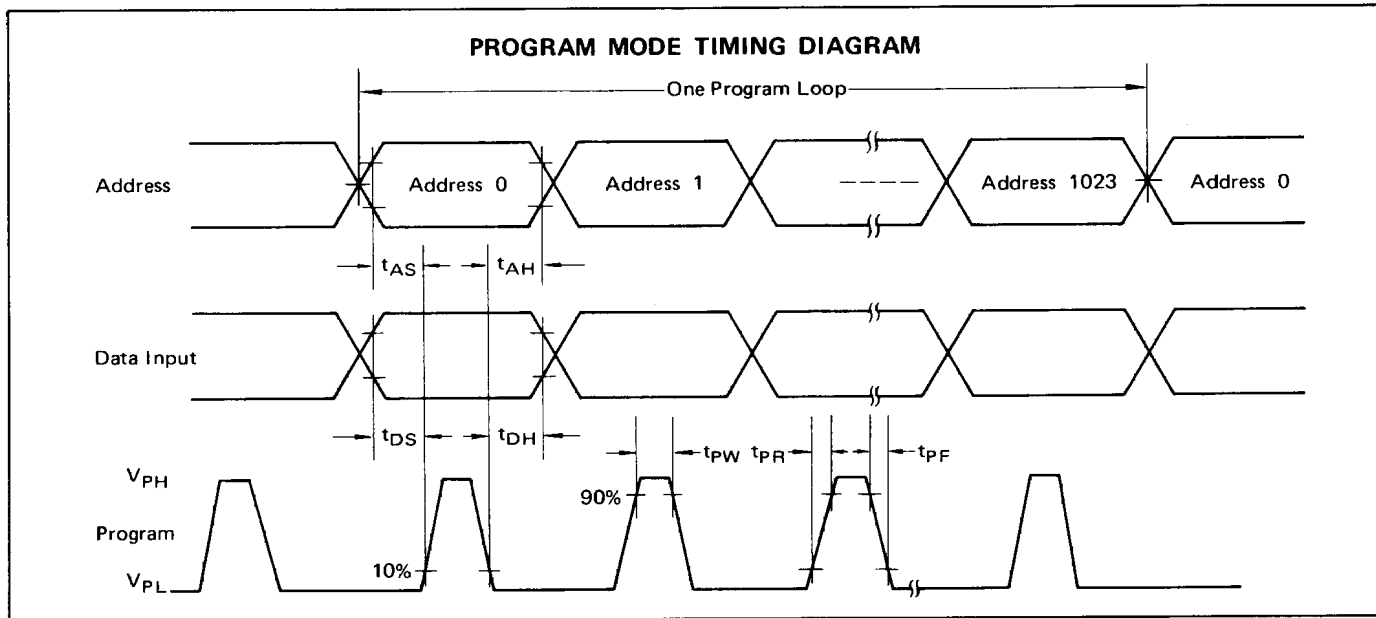 PROGRAM MODE TIMING DIAGRAM
One Program Loop
Address
Address 0
Address 1
Address 1023
Address 0
tAS
tAH
Data Input
tDS
tDH
tPW
tPR
tPF
VPH
90%
Program
10%
VPL